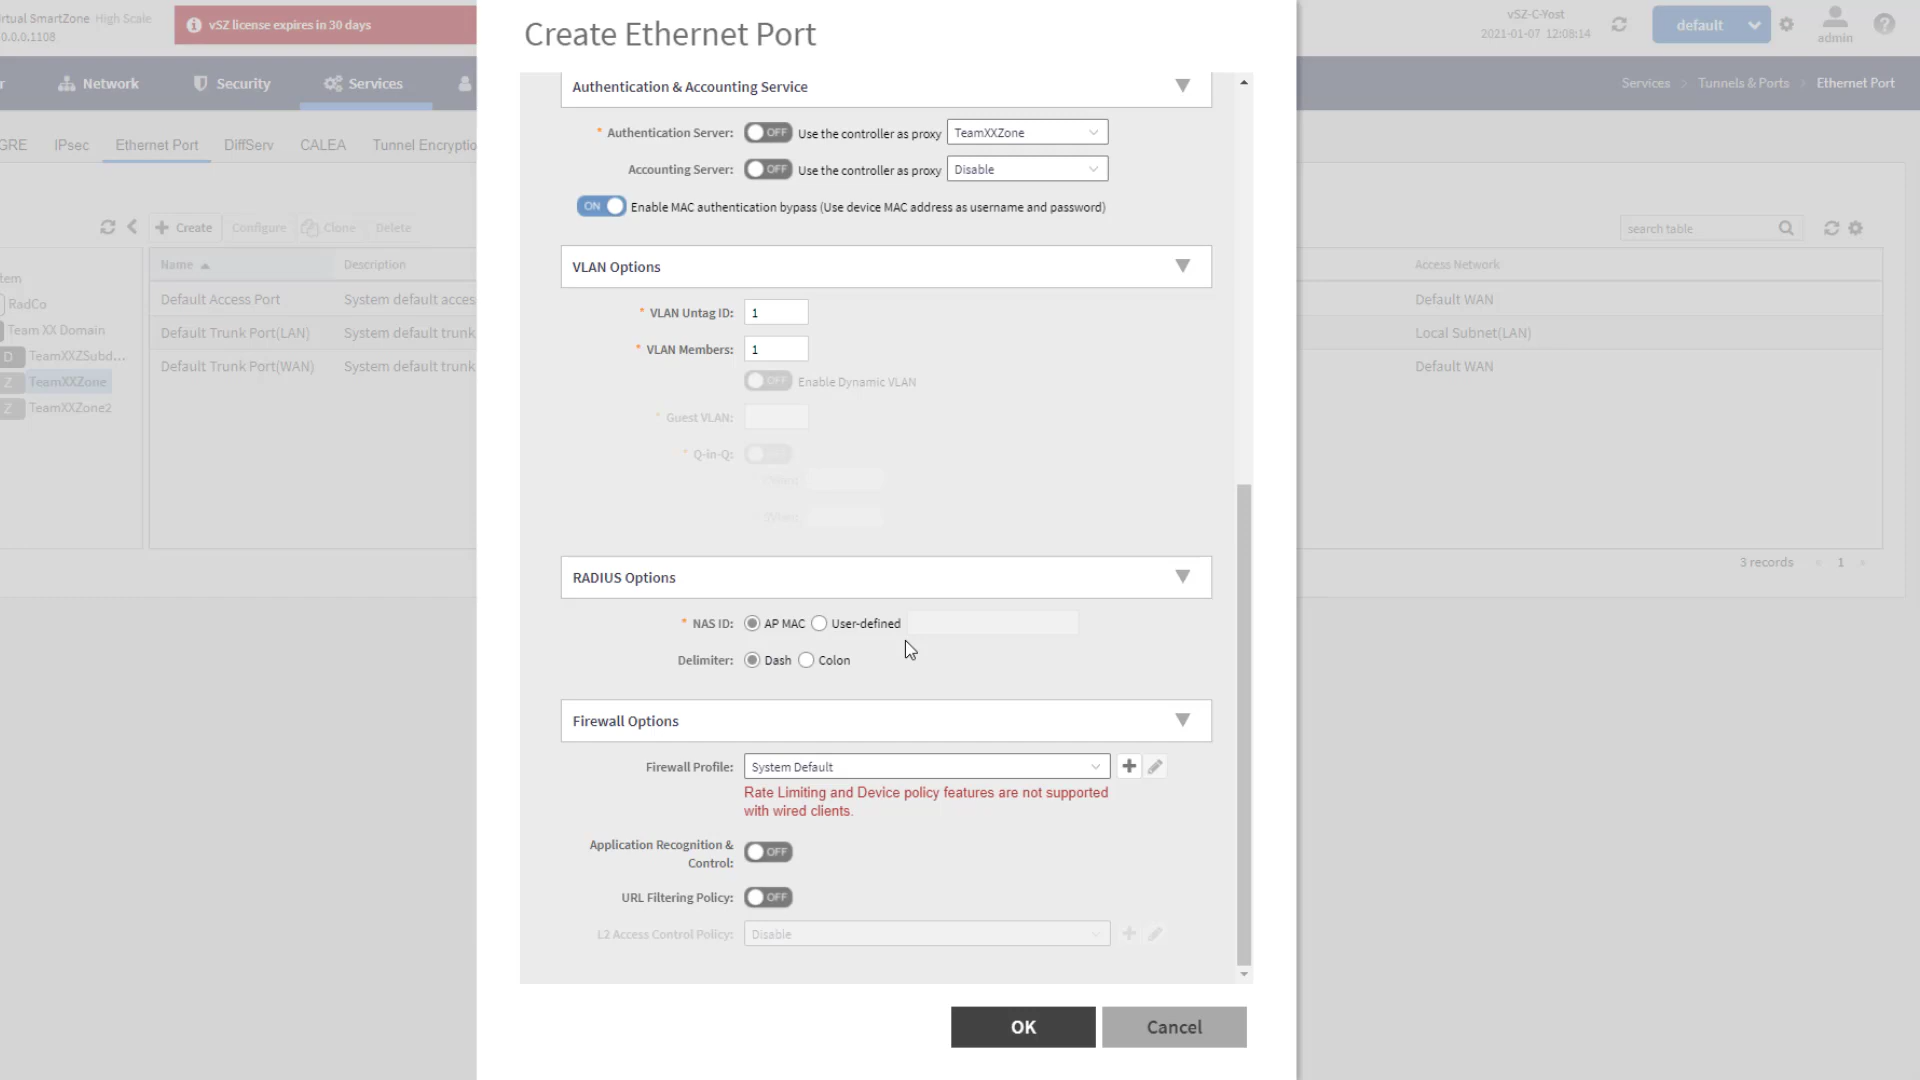 Create Ethernet Port
rtual SmartZone High Scale
.0.0.0.1108
vSZ license expires in 30 days
vSZ-C-Yost
2021-01-07 12:08:14
default
admin
r
Network
Security
Services
Services > Tunnels & Ports > Ethernet Port
GRE
IPsec
Ethernet Port
DiffServ
CALEA
Tunnel Encryptio
Create
Configure
Clone
Delete
search table
Name
Description
Access Network
Default Access Port
System default acces
Default WAN
Default Trunk Port(LAN)
System default trunk
Local Subnet(LAN)
Default Trunk Port(WAN)
System default trunk
Default WAN
3 records
1
tem
RadCo
Team XX Domain
D TeamXXZSubd...
Z TeamXXZone
Z TeamXXZone2
Authentication & Accounting Service
* Authentication Server: OFF Use the controller as proxy TeamXXZone
Accounting Server: OFF Use the controller as proxy Disable
ON Enable MAC authentication bypass (Use device MAC address as username and password)
VLAN Options
* VLAN Untag ID: 1
* VLAN Members: 1
OFF Enable Dynamic VLAN
* Guest VLAN:
* Q-in-Q: OFF
RADIUS Options
* NAS ID: AP MAC User-defined
Delimiter: Dash Colon
Firewall Options
Firewall Profile: System Default
Rate Limiting and Device policy features are not supported
with wired clients.
Application Recognition &
Control: OFF
URL Filtering Policy: OFF
L2 Access Control Policy: Disable
OK
Cancel